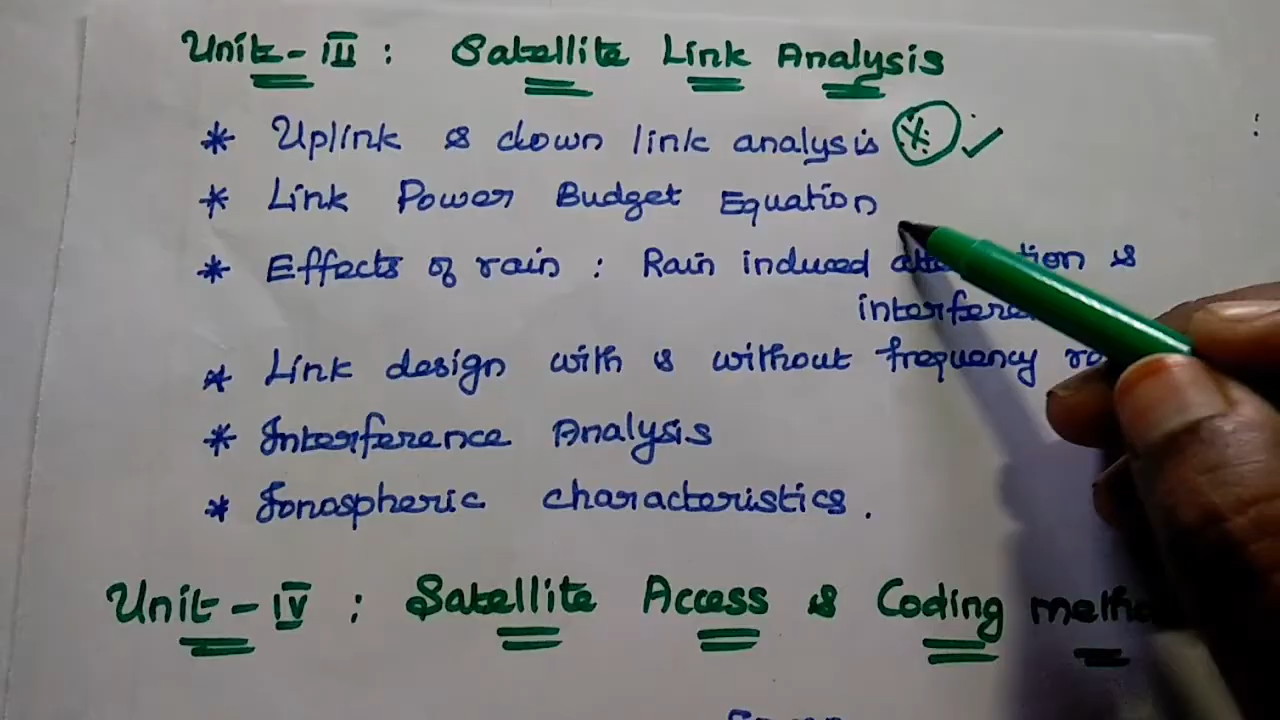 Unit - III : Satellite Link Analysis
* Uplink & down link analysis
* Link Power Budget Equation
* Effects of rain : Rain induced &
interfere
* Link design with & without frequency
* Interference Analysis
* Ionospheric characteristics.
Unit - IV : Satellite Access & Coding